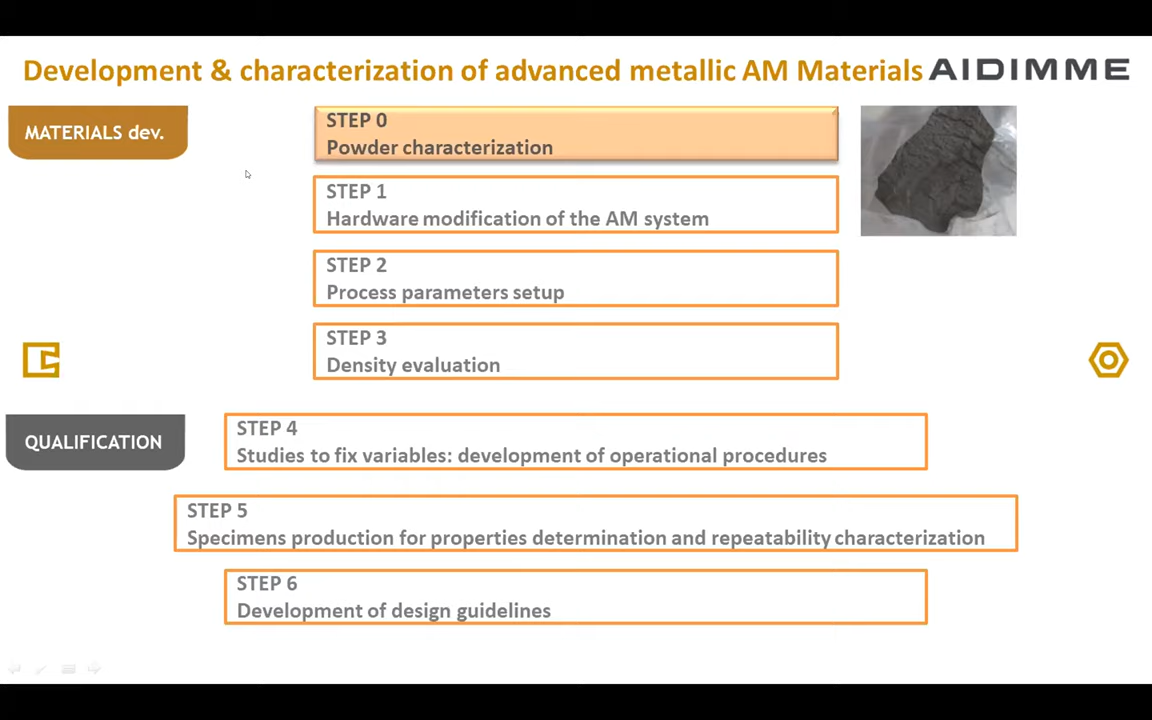 Development & characterization of advanced metallic AM Materials AIDIMME
MATERIALS dev.
STEP 0
Powder characterization
STEP 1
Hardware modification of the AM system
STEP 2
Process parameters setup
STEP 3
Density evaluation
QUALIFICATION
STEP 4
Studies to fix variables: development of operational procedures
STEP 5
Specimens production for properties determination and repeatability characterization
STEP 6
Development of design guidelines